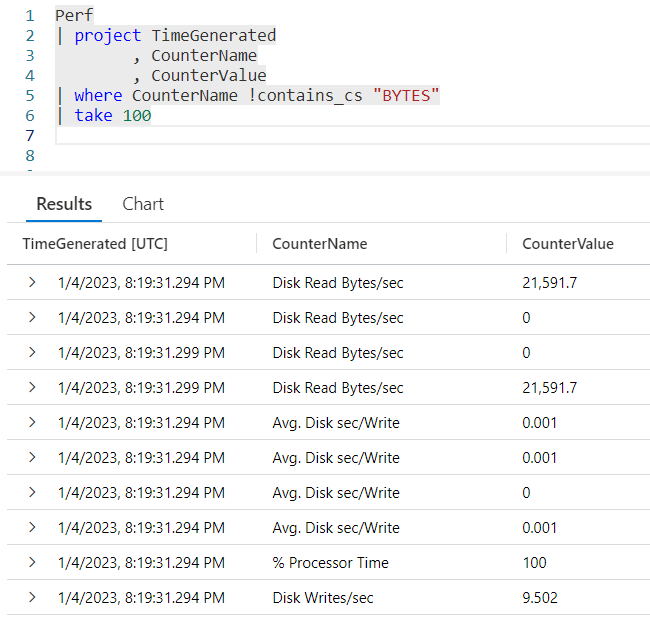 1 Perf
2 | project TimeGenerated
3 , CounterName
4 , CounterValue
5 | where CounterName !contains_cs "BYTES"
6 | take 100
7
8
Results Chart
TimeGenerated [UTC] CounterName CounterValue
> 1/4/2023, 8:19:31.294 PM Disk Read Bytes/sec 21,591.7
> 1/4/2023, 8:19:31.294 PM Disk Read Bytes/sec 0
> 1/4/2023, 8:19:31.299 PM Disk Read Bytes/sec 0
> 1/4/2023, 8:19:31.299 PM Disk Read Bytes/sec 21,591.7
> 1/4/2023, 8:19:31.294 PM Avg. Disk sec/Write 0.001
> 1/4/2023, 8:19:31.294 PM Avg. Disk sec/Write 0.001
> 1/4/2023, 8:19:31.294 PM Avg. Disk sec/Write 0
> 1/4/2023, 8:19:31.294 PM Avg. Disk sec/Write 0.001
> 1/4/2023, 8:19:31.294 PM % Processor Time 100
> 1/4/2023, 8:19:31.294 PM Disk Writes/sec 9.502